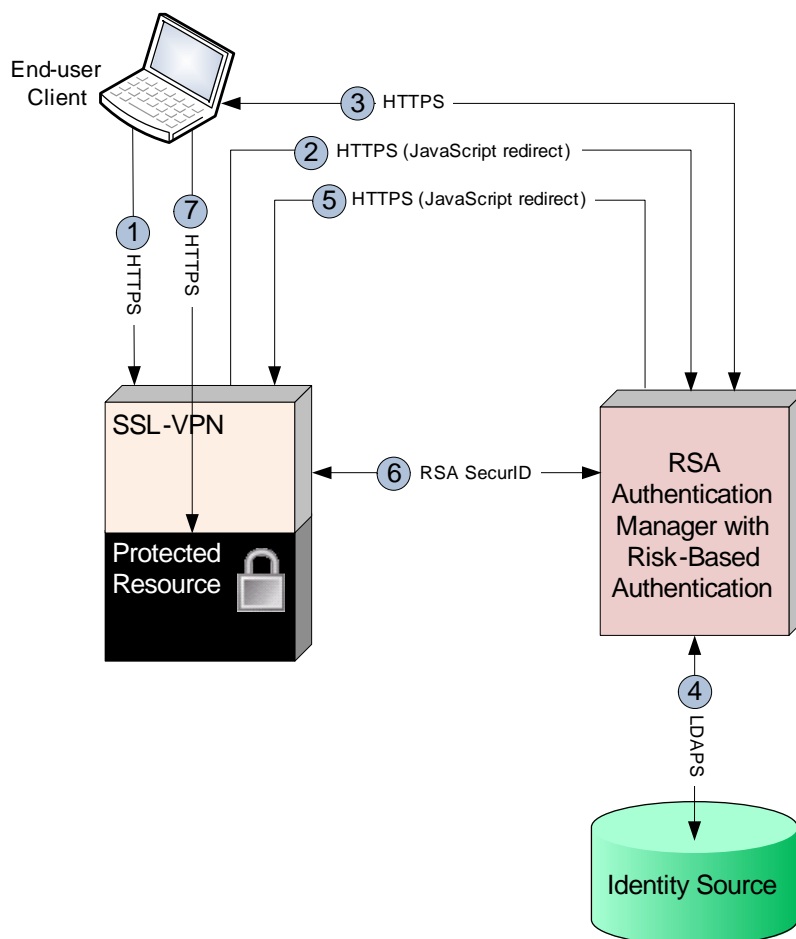 End-user
Client
3 HTTPS
2 HTTPS (JavaScript redirect)
5 HTTPS (JavaScript redirect)
1 HTTPS
7 HTTPS
SSL-VPN
6 RSA SecurID
RSA
Authentication
Manager with
Risk-Based
Authentication
Protected
Resource
4 LDAPS
Identity Source